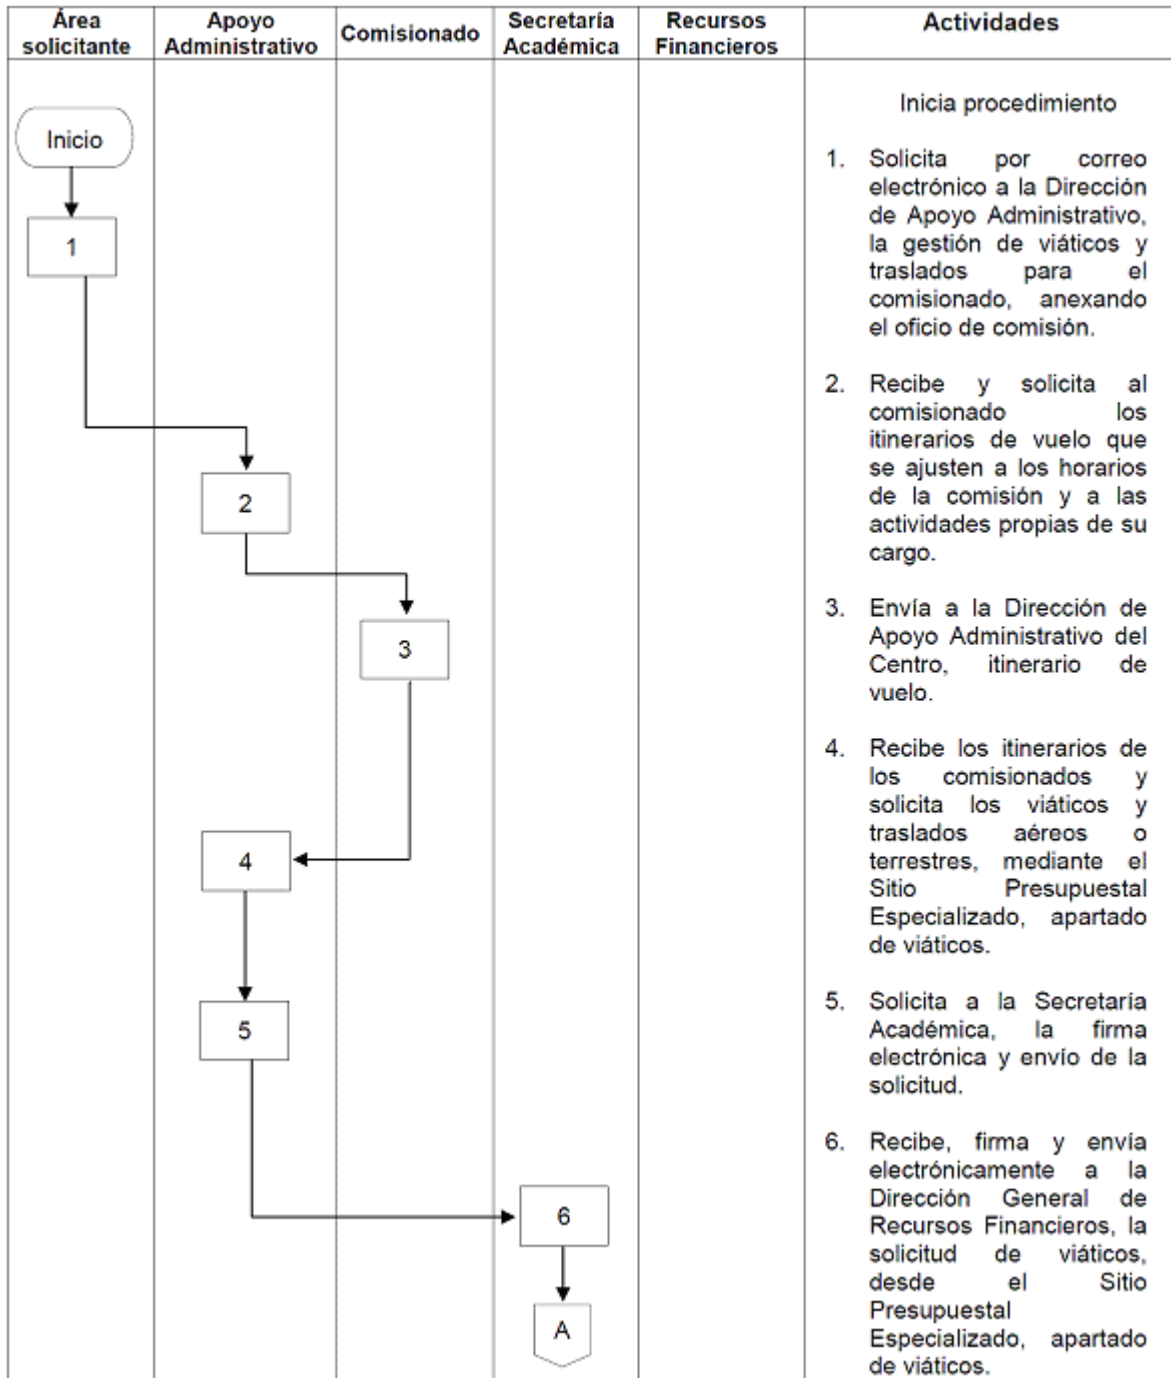 Área solicitante
Apoyo Administrativo
Comisionado
Secretaría Académica
Recursos Financieros
Actividades
Inicio
1
2
3
4
5
6
A
Inicia procedimiento
1. Solicita por correo
electrónico a la Dirección
de Apoyo Administrativo,
la gestión de viáticos y
traslados para el
comisionado, anexando
el oficio de comisión.
2. Recibe y solicita al
comisionado los
itinerarios de vuelo que
se ajusten a los horarios
de la comisión y a las
actividades propias de su
cargo.
3. Envía a la Dirección de
Apoyo Administrativo del
Centro, itinerario de
vuelo.
4. Recibe los itinerarios de
los comisionados y
solicita los viáticos y
traslados aéreos o
terrestres, mediante el
Sitio Presupuestal
Especializado, apartado
de viáticos.
5. Solicita a la Secretaría
Académica, la firma
electrónica y envío de la
solicitud.
6. Recibe, firma y envía
electrónicamente a la
Dirección General de
Recursos Financieros, la
solicitud de viáticos,
desde el Sitio
Presupuestal
Especializado, apartado
de viáticos.